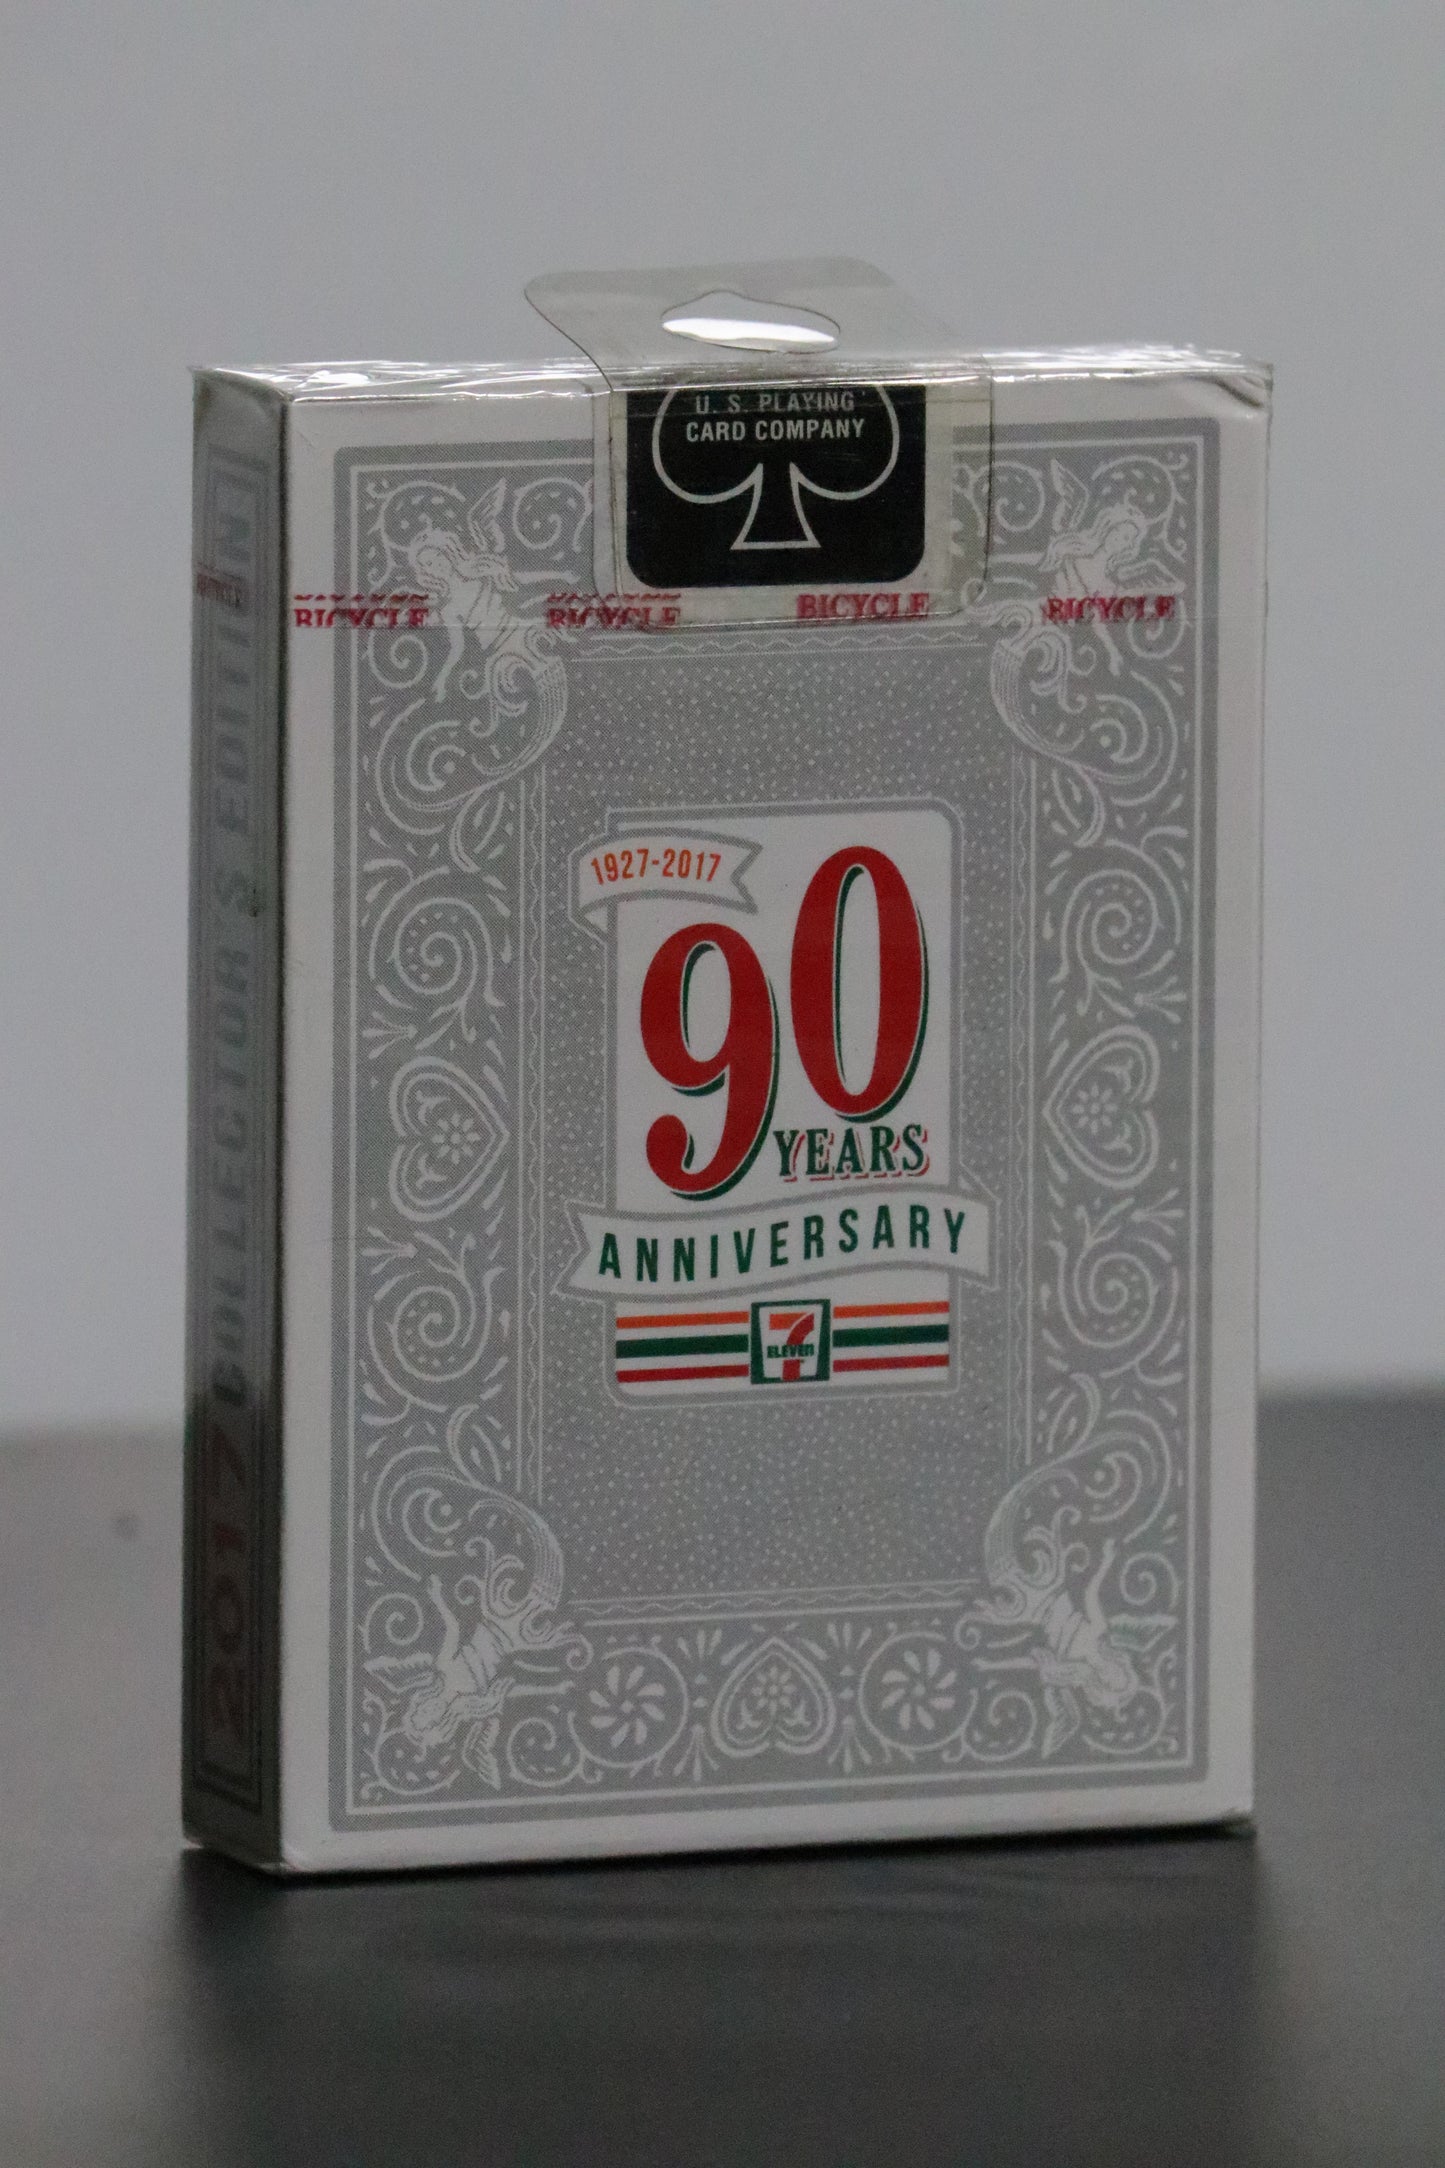 U. S. PLAYING
CARD COMPANY
BICYCLE BICYCLE BICYCLE BICYCLE
1927-2017
90
YEARS
ANNIVERSARY
7
ELEVEN
2017 COLLECTOR'S EDITION